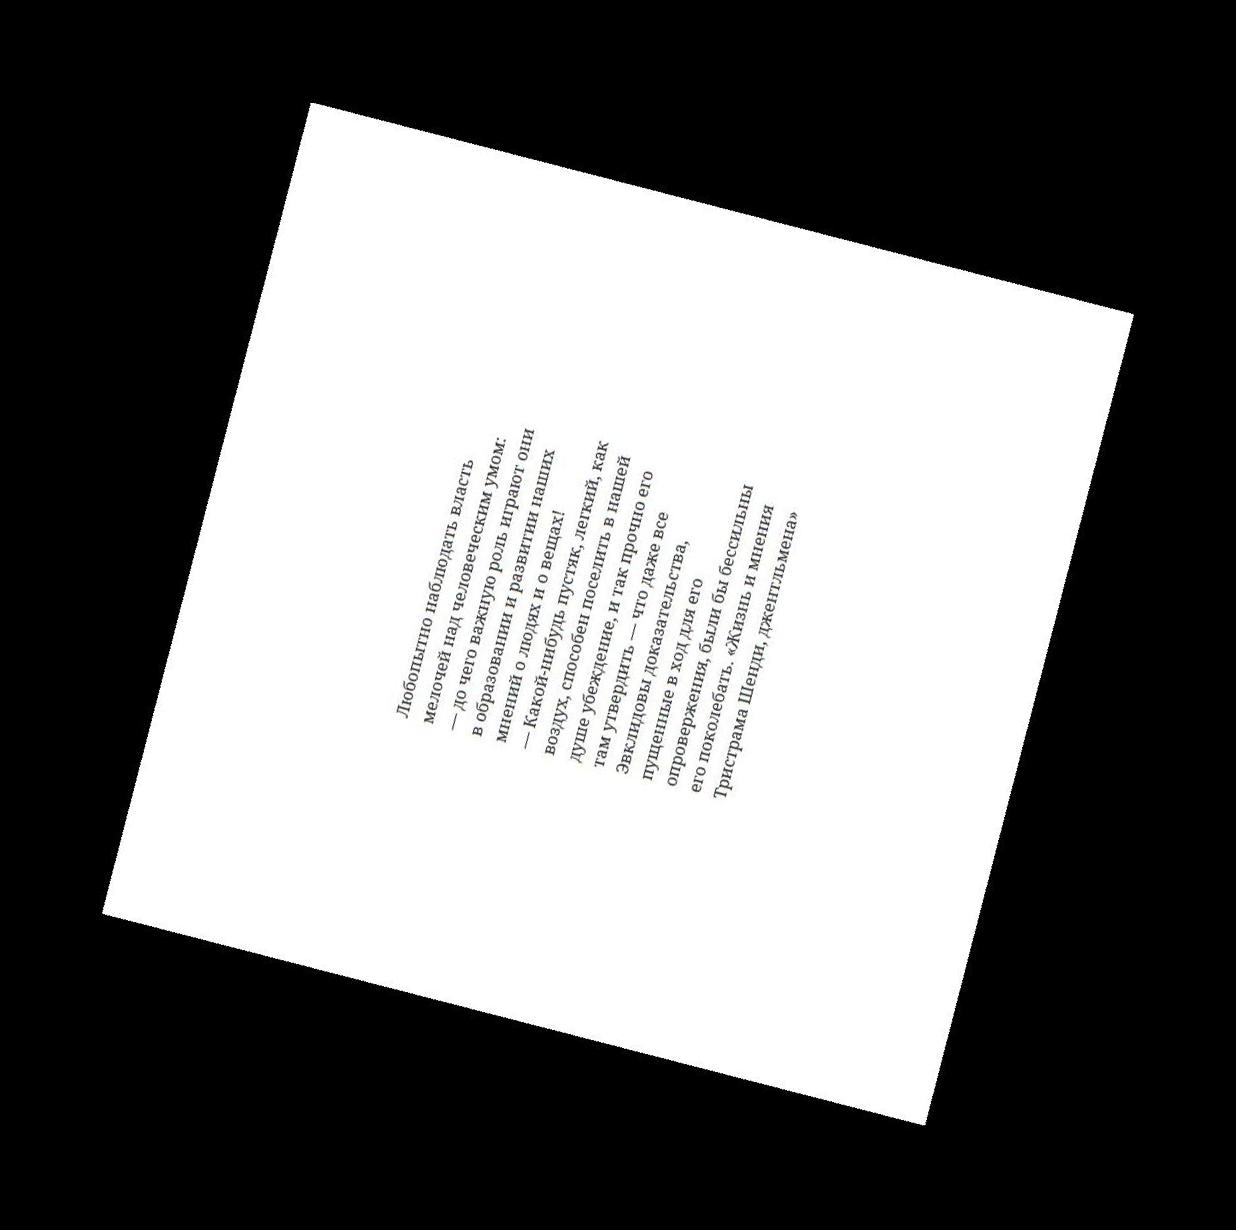 Любопытно наблюдать власть
мелочей над человеческим умом:
— до чего важную роль играют они
в образовании и развитии наших
мнений о людях и о вещах!
— Какой-нибудь пустяк, легкий, как
воздух, способен поселить в нашей
душе убеждение, и так прочно его
там утвердить — что даже все
Эвклидовы доказательства,
пущенные в ход для его
опровержения, были бы бессильны
его поколебать. «Жизнь и мнения
Тристрама Шенди, джентльмена»